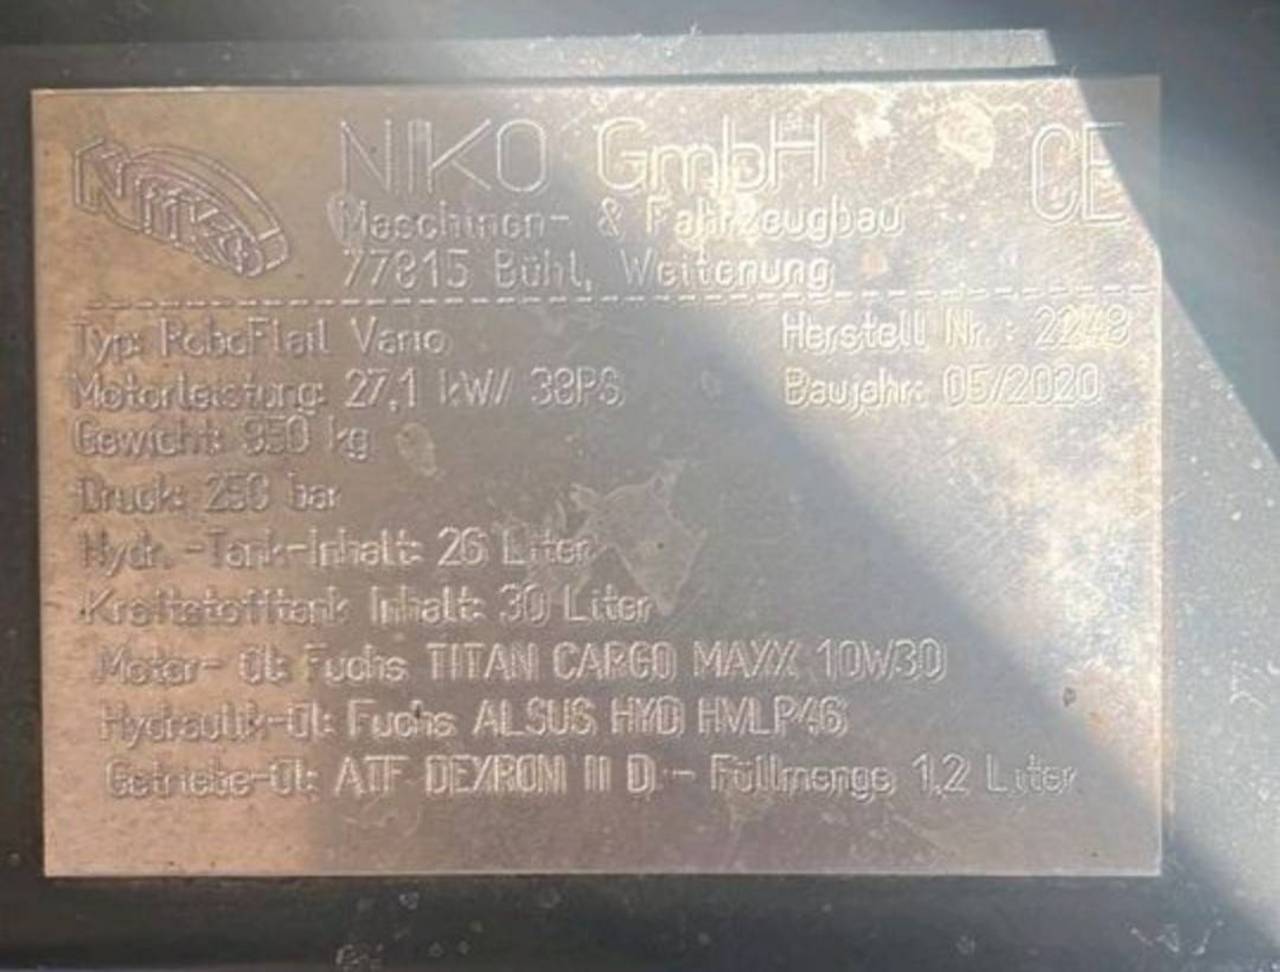 NIKO GmbH
CE
Maschinen- & Fahrzeugbau
77815 Bühl, Weitenung
Typ: RoboFlail Vario
Herstell Nr.: 2248
Motorleistung: 27,1 kW/ 38PS
Baujahr: 05/2020
Gewicht: 950 kg
Druck: 250 bar
Hydr.-Tank-Inhalt: 26 Liter
Kraftstofftank Inhalt: 30 Liter
Motor- Öl: Fuchs TITAN CARGO MAXX 10W30
Hydraulik-Öl: Fuchs ALSUS HYD HVLP46
Getriebe-Öl: ATF DEXRON II D - Füllmenge 1,2 Liter